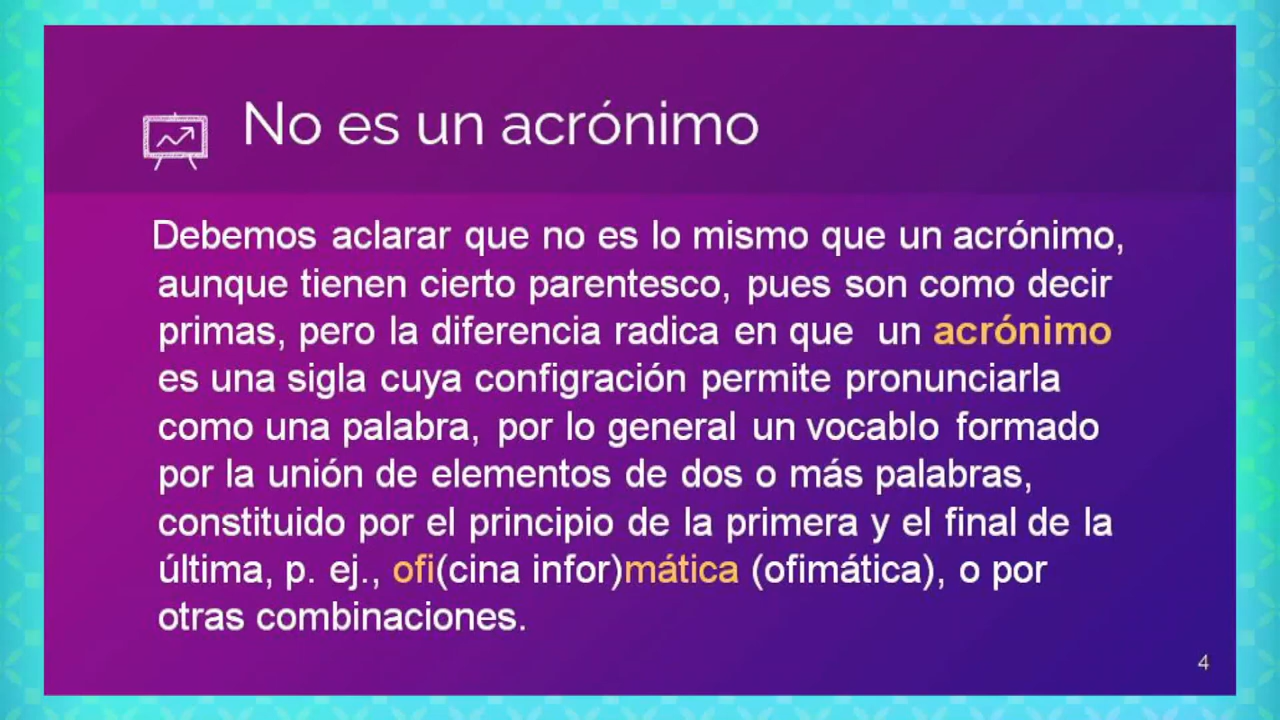 No es un acrónimo
Debemos aclarar que no es lo mismo que un acrónimo,
aunque tienen cierto parentesco, pues son como decir
primas, pero la diferencia radica en que un acrónimo
es una sigla cuya configración permite pronunciarla
como una palabra, por lo general un vocablo formado
por la unión de elementos de dos o más palabras,
constituido por el principio de la primera y el final de la
última, p. ej., ofi(cina infor)mática (ofimática), o por
otras combinaciones.
4